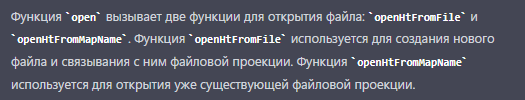 Функция `open` вызывает две функции для открытия файла: `openHtFromFile` и
`openHtFromMapName`. Функция `openHtFromFile` используется для создания нового
файла и связывания с ним файловой проекции. Функция `openHtFromMapName`
используется для открытия уже существующей файловой проекции.